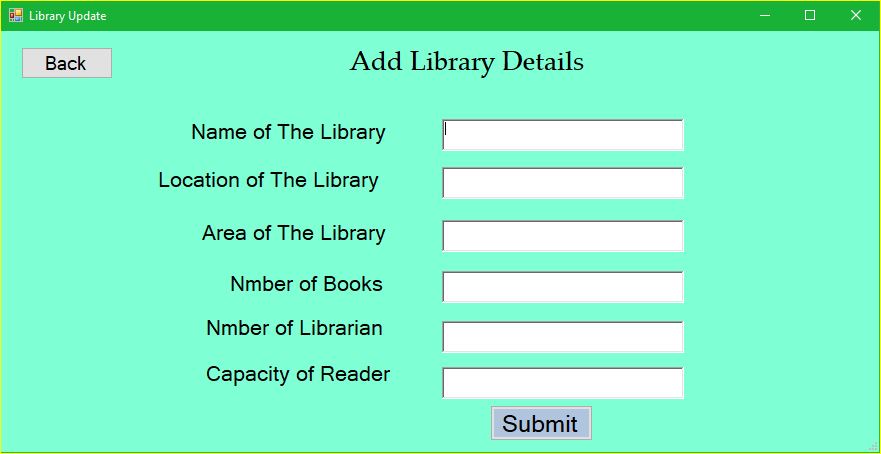 Library Update
Back
Add Library Details
Name of The Library
Location of The Library
Area of The Library
Nmber of Books
Nmber of Librarian
Capacity of Reader
Submit